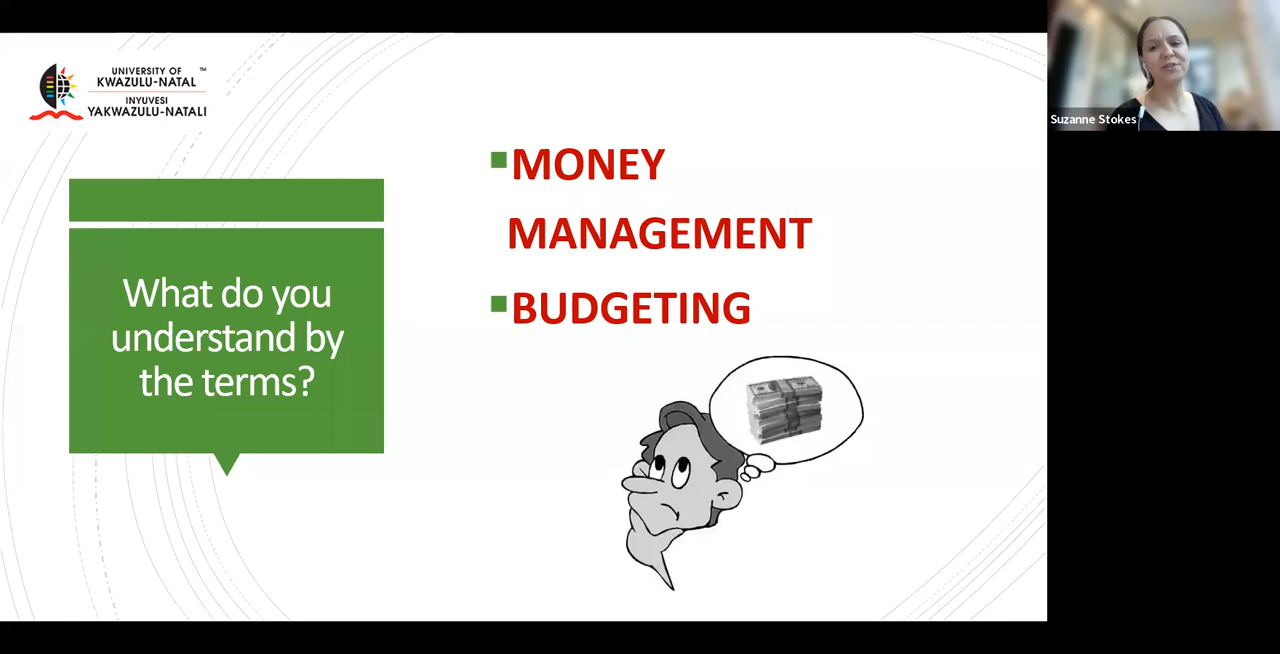 UNIVERSITY OF ™
KWAZULU-NATAL
INYUVESI
YAKWAZULU-NATALI
What do you
understand by
the terms?
MONEY
MANAGEMENT
BUDGETING
Suzanne Stokes